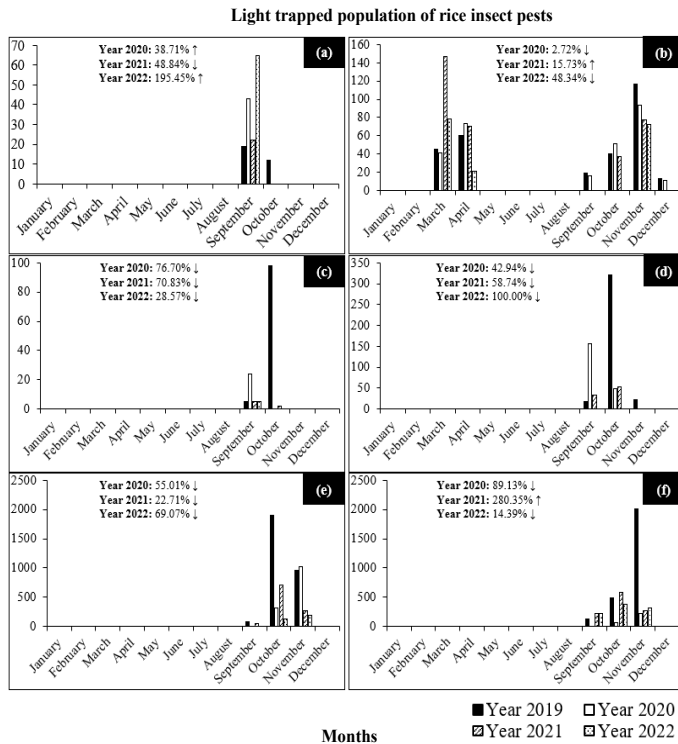 Light trapped population of rice insect pests
70
60
50
40
30
20
10
0
Year 2020: 38.71% ↑
Year 2021: 48.84% ↓
Year 2022: 195.45% ↑
(a)
January
February
March
April
May
June
July
August
September
October
November
December
160
140
120
100
80
60
40
20
0
Year 2020: 2.72% ↓
Year 2021: 15.73% ↑
Year 2022: 48.34% ↓
(b)
January
February
March
April
May
June
July
August
September
October
November
December
100
80
60
40
20
0
Year 2020: 76.70% ↓
Year 2021: 70.83% ↓
Year 2022: 28.57% ↓
(c)
January
February
March
April
May
June
July
August
September
October
November
December
350
300
250
200
150
100
50
0
Year 2020: 42.94% ↓
Year 2021: 58.74% ↓
Year 2022: 100.00% ↓
(d)
January
February
March
April
May
June
July
August
September
October
November
December
2500
2000
1500
1000
500
0
Year 2020: 55.01% ↓
Year 2021: 22.71% ↓
Year 2022: 69.07% ↓
(e)
January
February
March
April
May
June
July
August
September
October
November
December
2500
2000
1500
1000
500
0
Year 2020: 89.13% ↓
Year 2021: 280.35% ↑
Year 2022: 14.39% ↓
(f)
January
February
March
April
May
June
July
August
September
October
November
December
Year 2019
Year 2020
Year 2021
Year 2022
Months